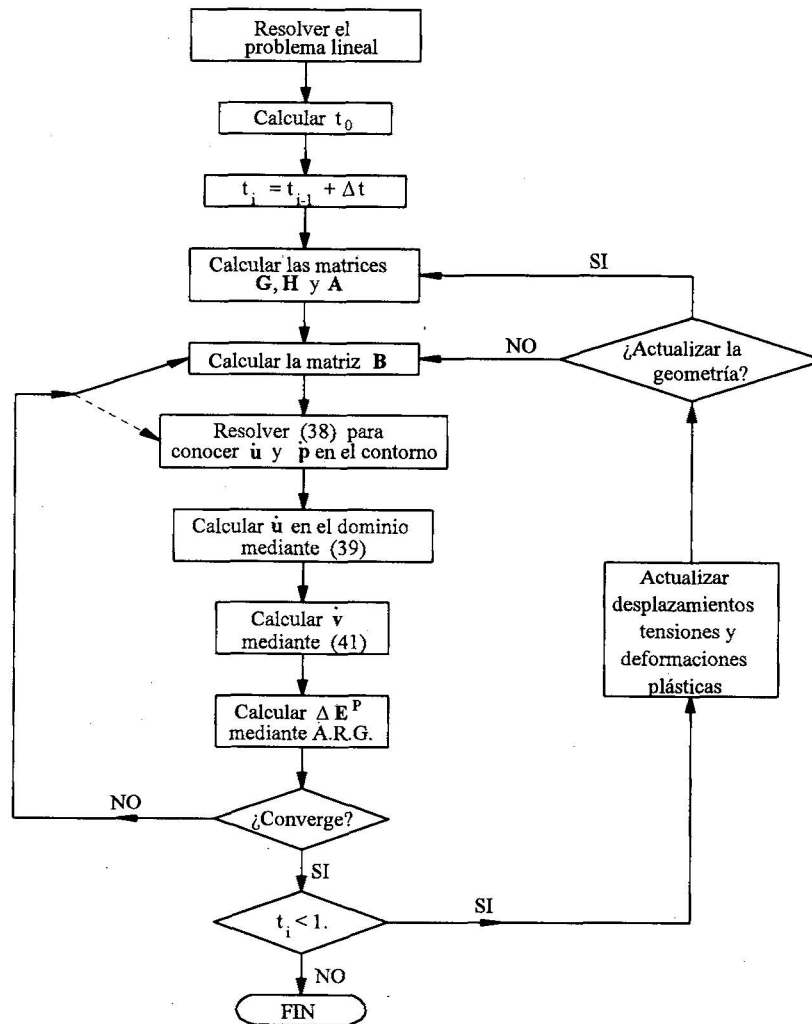 Resolver el
problema lineal
Calcular t₀
tᵢ = tᵢ₋₁ + Δt
Calcular las matrices
G, H y A
SI
Calcular la matriz B
NO
¿Actualizar la
geometría?
Resolver (38) para
conocer u̇ y ṗ en el contorno
Calcular u̇ en el dominio
mediante (39)
Calcular v̇
mediante (41)
Actualizar
desplazamientos
tensiones y
deformaciones
plásticas
Calcular Δ Eᴾ
mediante A.R.G.
NO
¿Converge?
SI
tᵢ < 1.
SI
NO
FIN